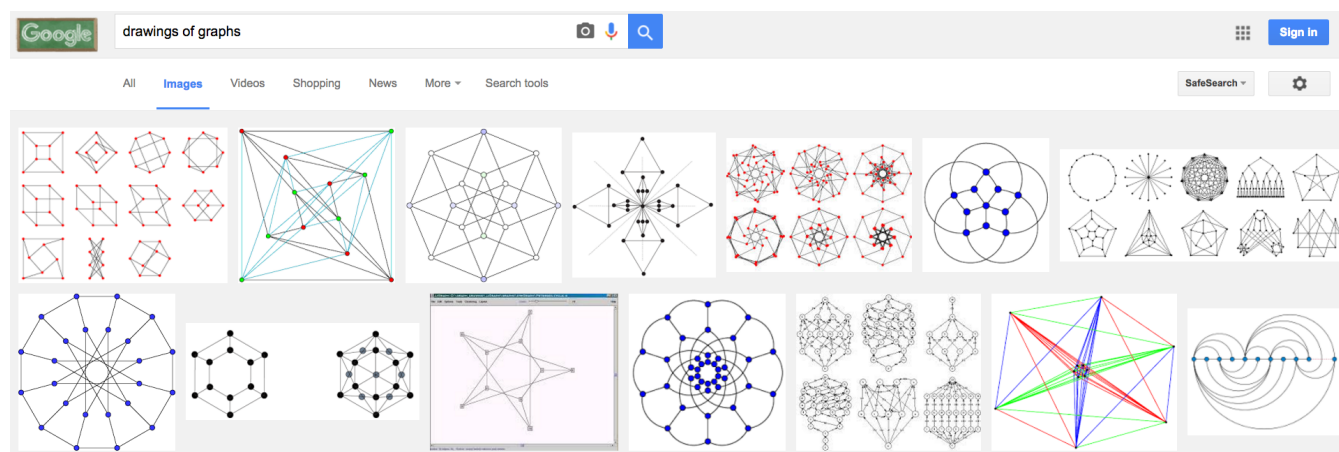 Google
drawings of graphs
Sign in
All Images Videos Shopping News More Search tools
SafeSearch